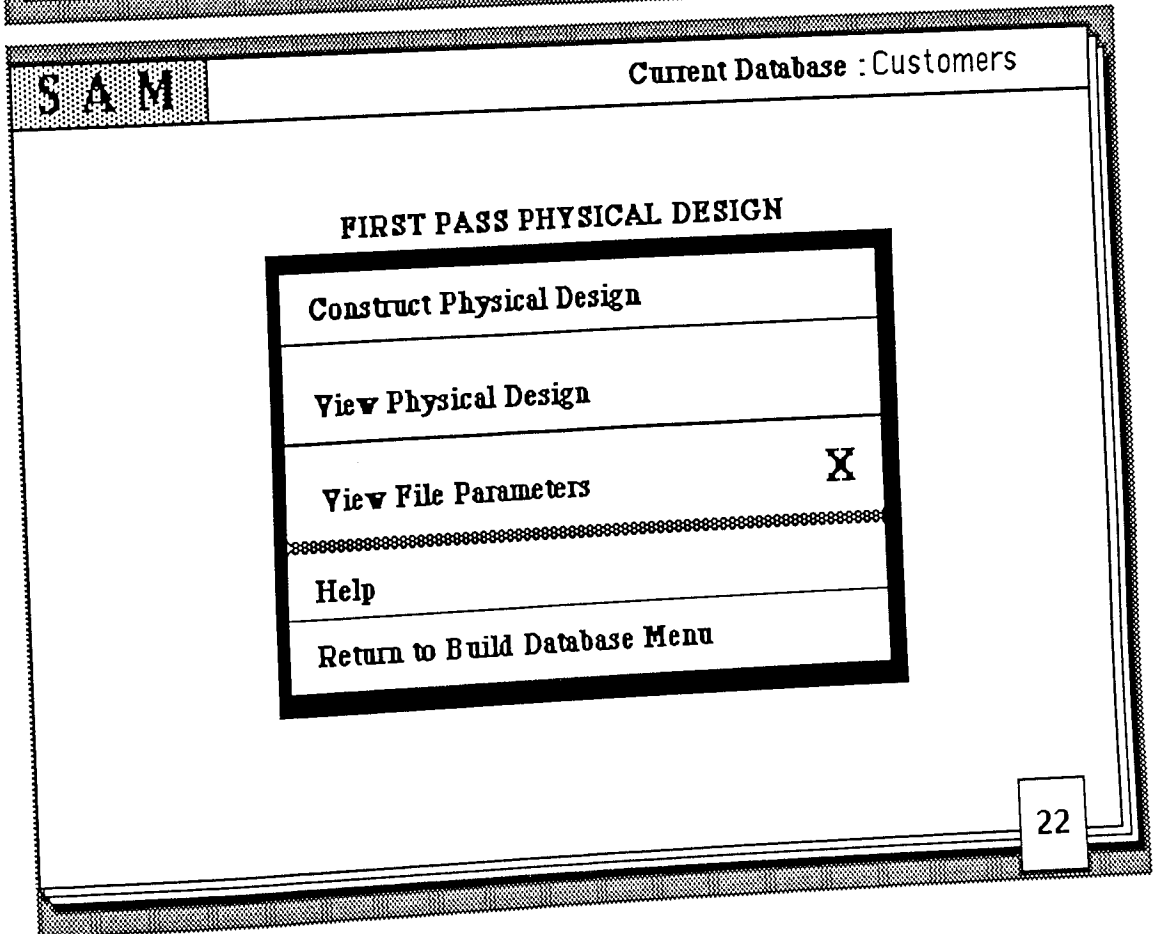 S A M
Current Database : Customers
FIRST PASS PHYSICAL DESIGN
Construct Physical Design
View Physical Design
View File Parameters X
Help
Return to Build Database Menu
22